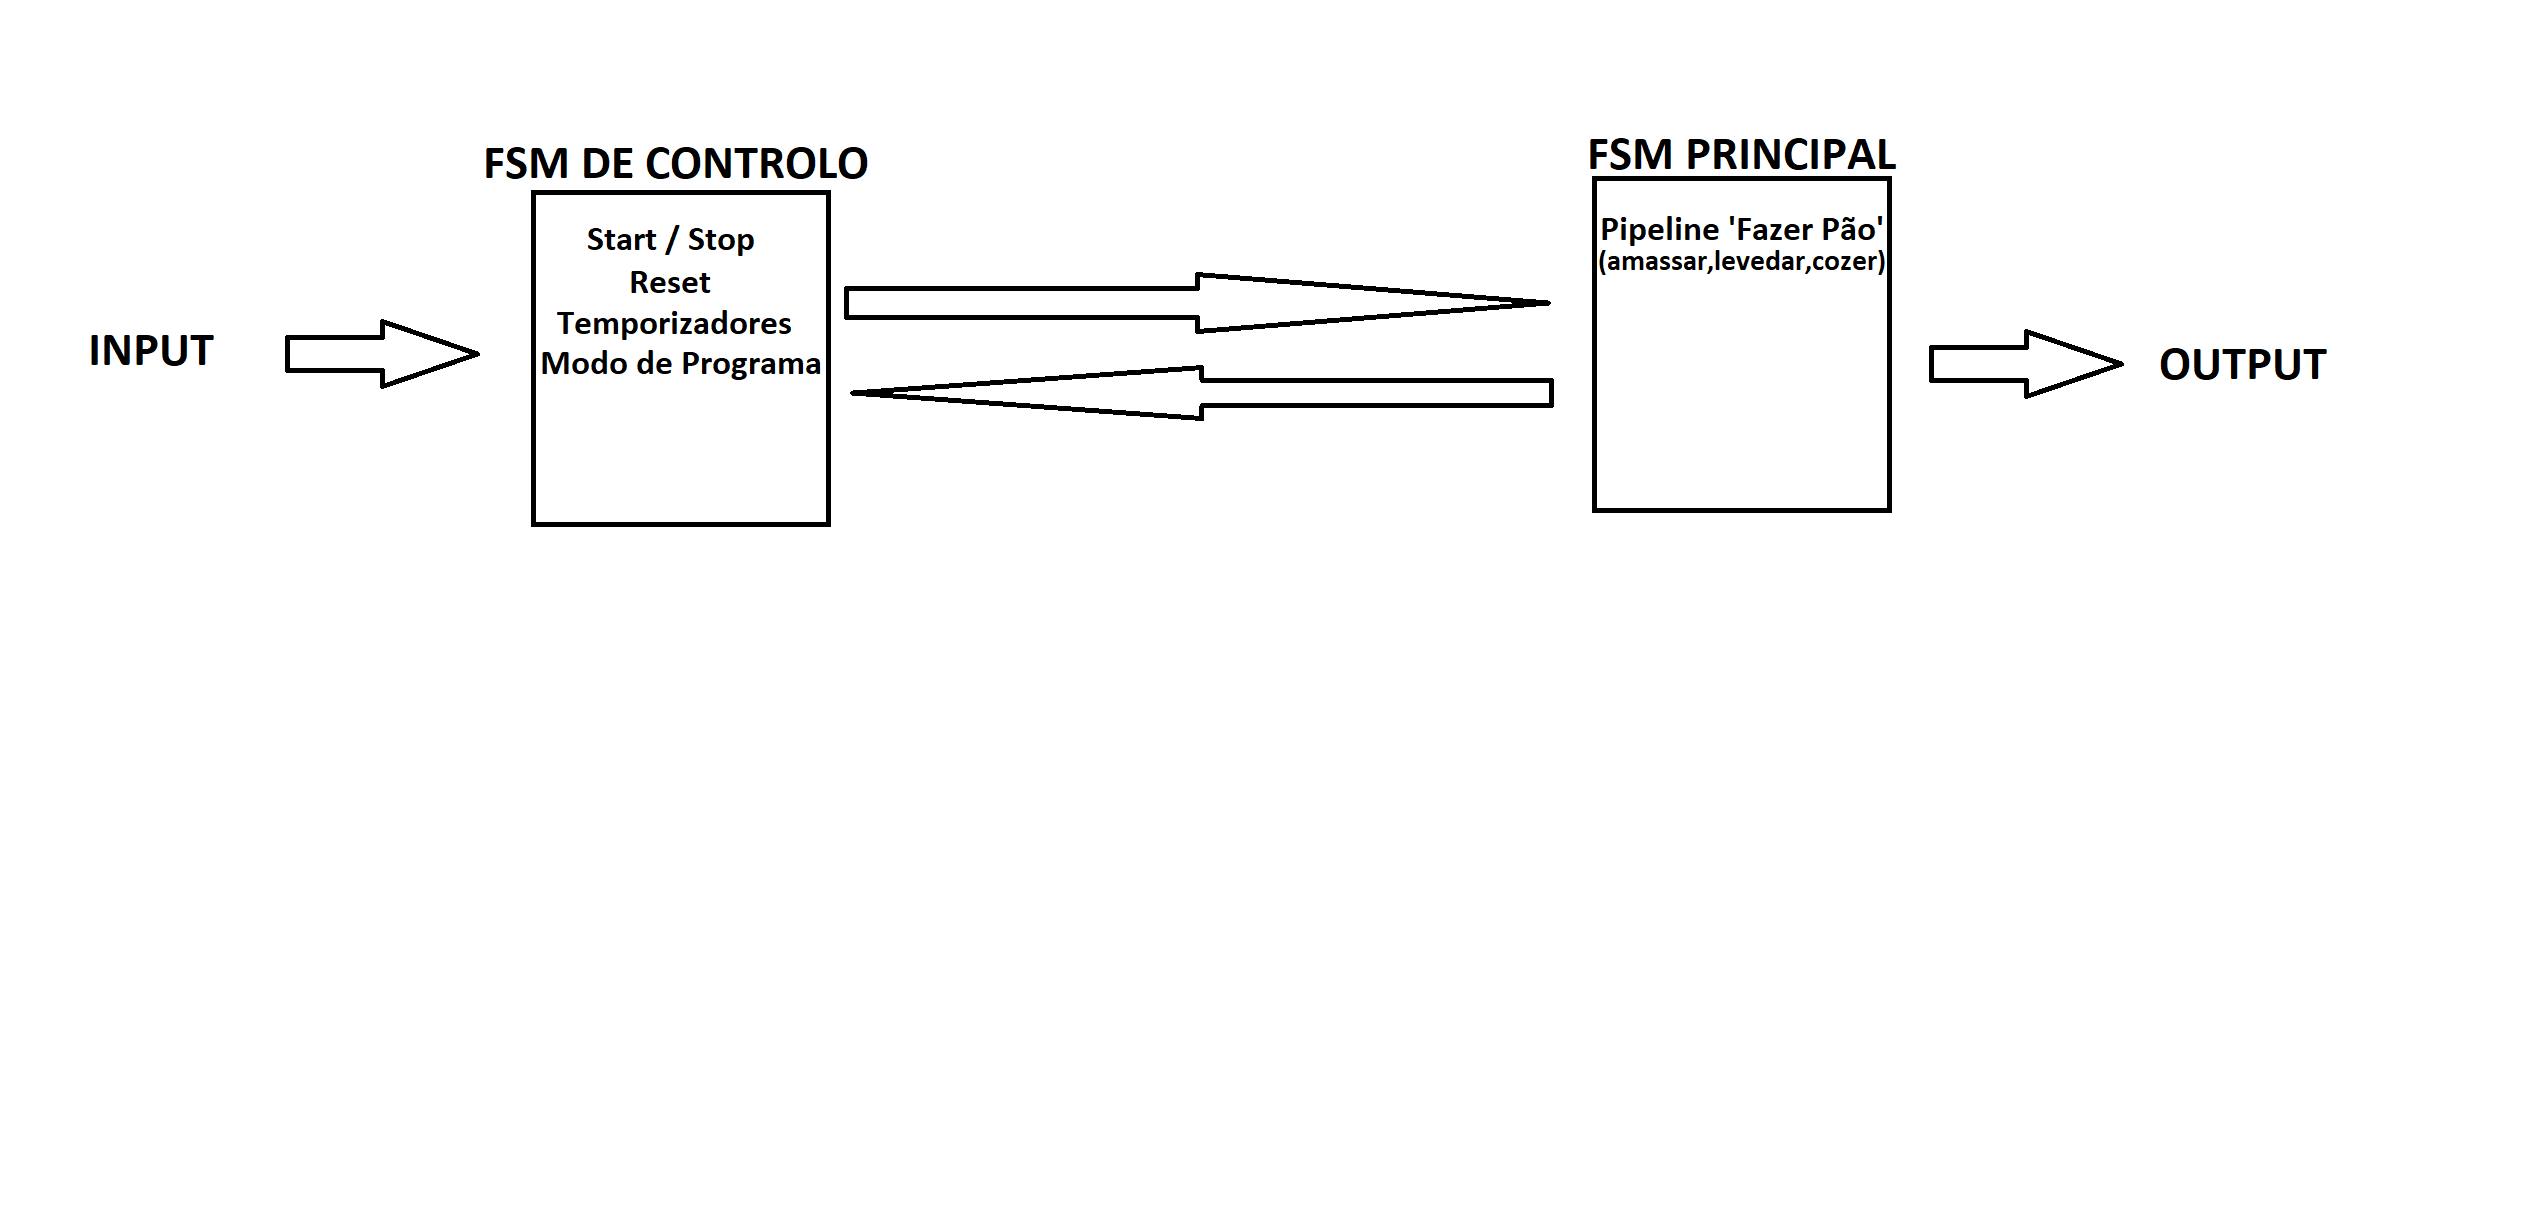 INPUT
FSM DE CONTROLO
Start / Stop
Reset
Temporizadores
Modo de Programa
FSM PRINCIPAL
Pipeline 'Fazer Pão'
(amassar,levedar,cozer)
OUTPUT